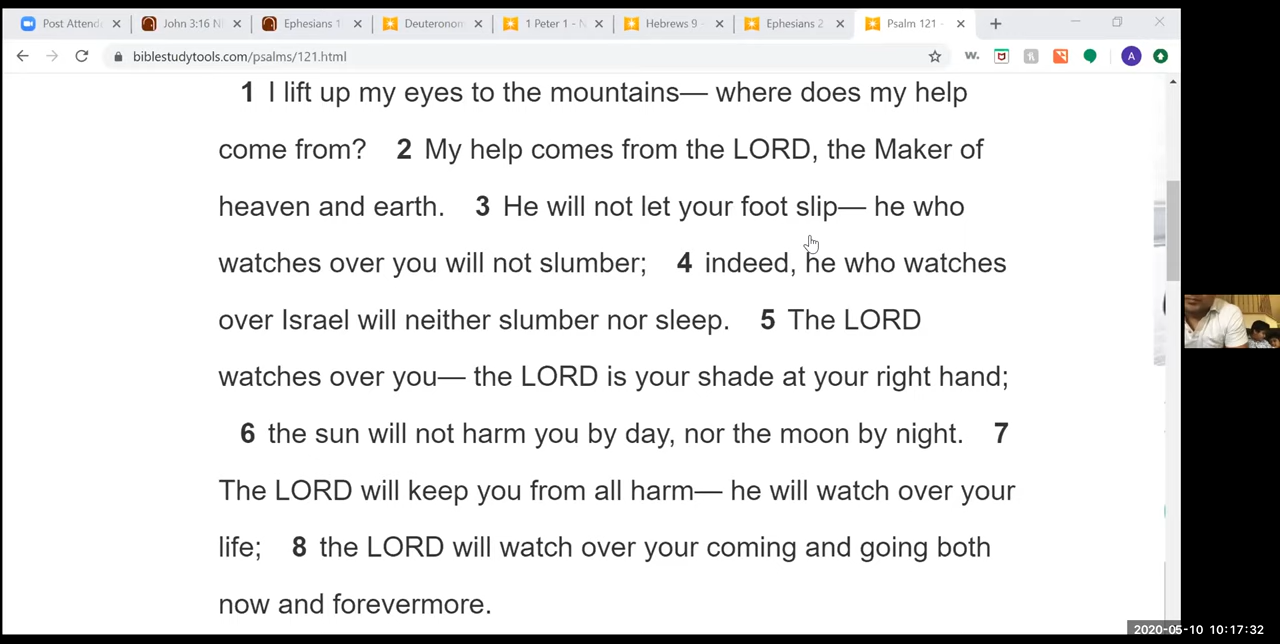 Post Attend
John 3:16 N
Ephesians 1
Deuteronom
1 Peter 1 - N
Hebrews 9 -
Ephesians 2
Psalm 121 -
biblestudytools.com/psalms/121.html
w.
A
1 I lift up my eyes to the mountains— where does my help
come from? 2 My help comes from the LORD, the Maker of
heaven and earth. 3 He will not let your foot slip— he who
watches over you will not slumber; 4 indeed, he who watches
over Israel will neither slumber nor sleep. 5 The LORD
watches over you— the LORD is your shade at your right hand;
6 the sun will not harm you by day, nor the moon by night. 7
The LORD will keep you from all harm— he will watch over your
life; 8 the LORD will watch over your coming and going both
now and forevermore.
2020-05-10 10:17:32